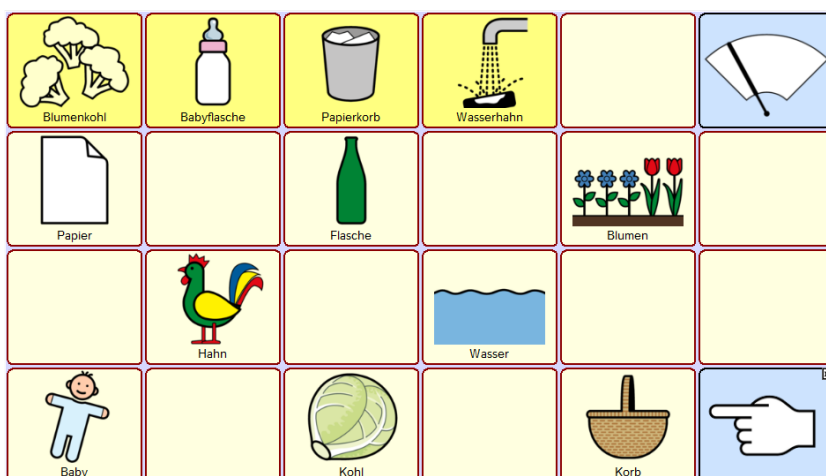 Blumenkohl
Babyflasche
Papierkorb
Wasserhahn
Papier
Flasche
Blumen
Hahn
Wasser
Baby
Kohl
Korb